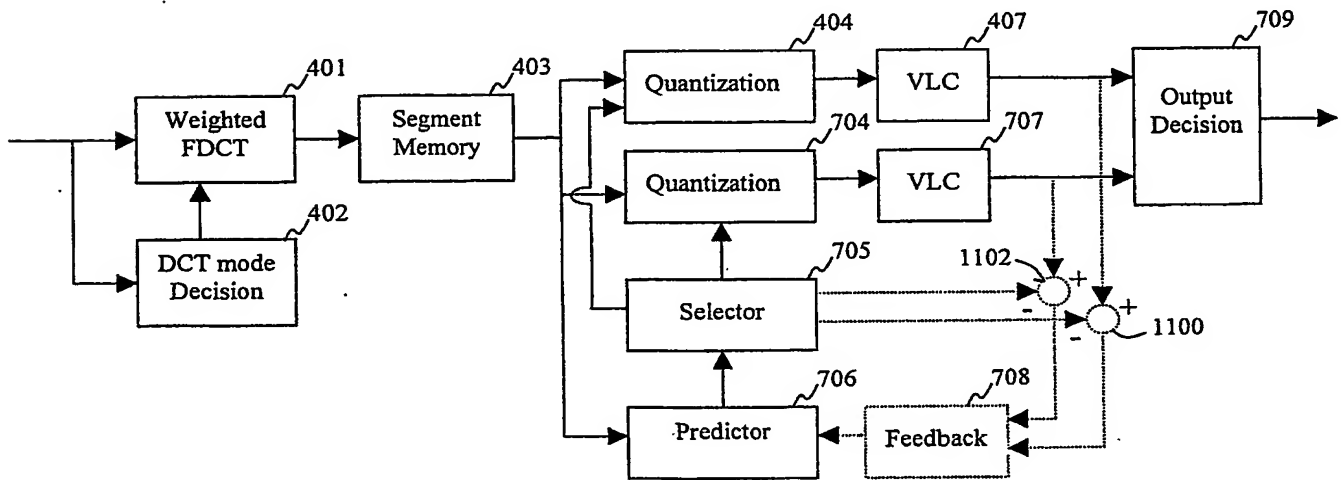 401
Weighted
FDCT
402
DCT mode
Decision
403
Segment
Memory
404
Quantization
407
VLC
709
Output
Decision
704
Quantization
707
VLC
705
Selector
1102
+
-
+
-
1100
706
Predictor
708
Feedback